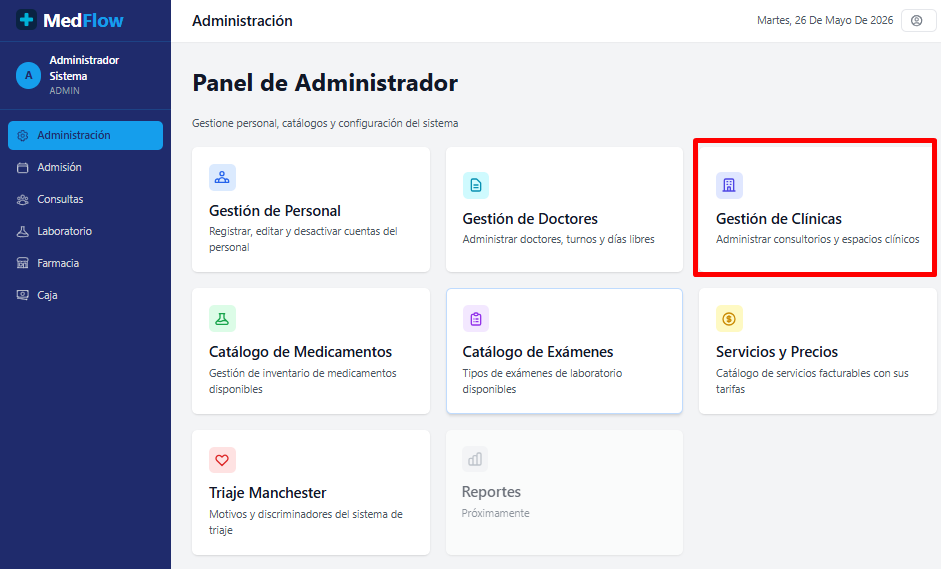 MedFlow
Administración
Martes, 26 De Mayo De 2026
A
Administrador
Sistema
ADMIN
Administración
Admisión
Consultas
Laboratorio
Farmacia
Caja
Panel de Administrador
Gestione personal, catálogos y configuración del sistema
Gestión de Personal
Registrar, editar y desactivar cuentas del
personal
Gestión de Doctores
Administrar doctores, turnos y días libres
Gestión de Clínicas
Administrar consultorios y espacios clínicos
Catálogo de Medicamentos
Gestión de inventario de medicamentos
disponibles
Catálogo de Exámenes
Tipos de exámenes de laboratorio
disponibles
Servicios y Precios
Catálogo de servicios facturables con sus
tarifas
Triaje Manchester
Motivos y discriminadores del sistema de
triaje
Reportes
Próximamente